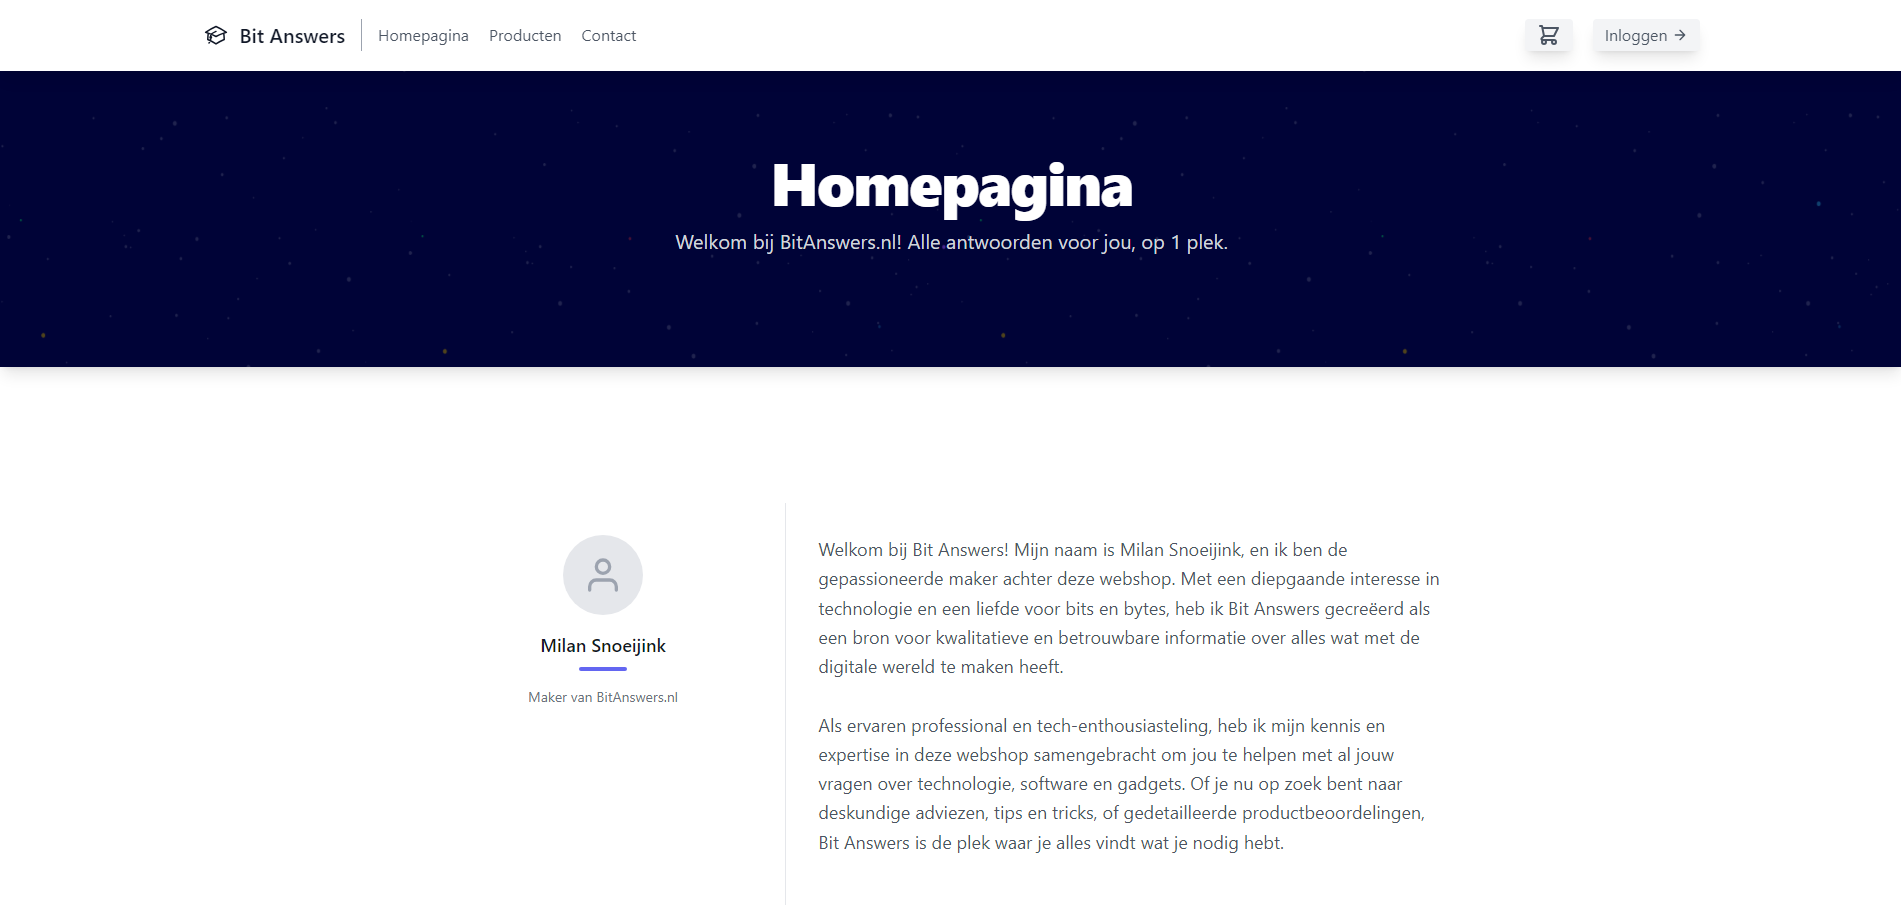 Bit Answers
Homepagina
Producten
Contact
Inloggen →
Homepagina
Welkom bij BitAnswers.nl! Alle antwoorden voor jou, op 1 plek.
Milan Snoeijink
Maker van BitAnswers.nl
Welkom bij Bit Answers! Mijn naam is Milan Snoeijink, en ik ben de
gepassioneerde maker achter deze webshop. Met een diepgaande interesse in
technologie en een liefde voor bits en bytes, heb ik Bit Answers gecreëerd als
een bron voor kwalitatieve en betrouwbare informatie over alles wat met de
digitale wereld te maken heeft.
Als ervaren professional en tech-enthousiasteling, heb ik mijn kennis en
expertise in deze webshop samengebracht om jou te helpen met al jouw
vragen over technologie, software en gadgets. Of je nu op zoek bent naar
deskundige adviezen, tips en tricks, of gedetailleerde productbeoordelingen,
Bit Answers is de plek waar je alles vindt wat je nodig hebt.